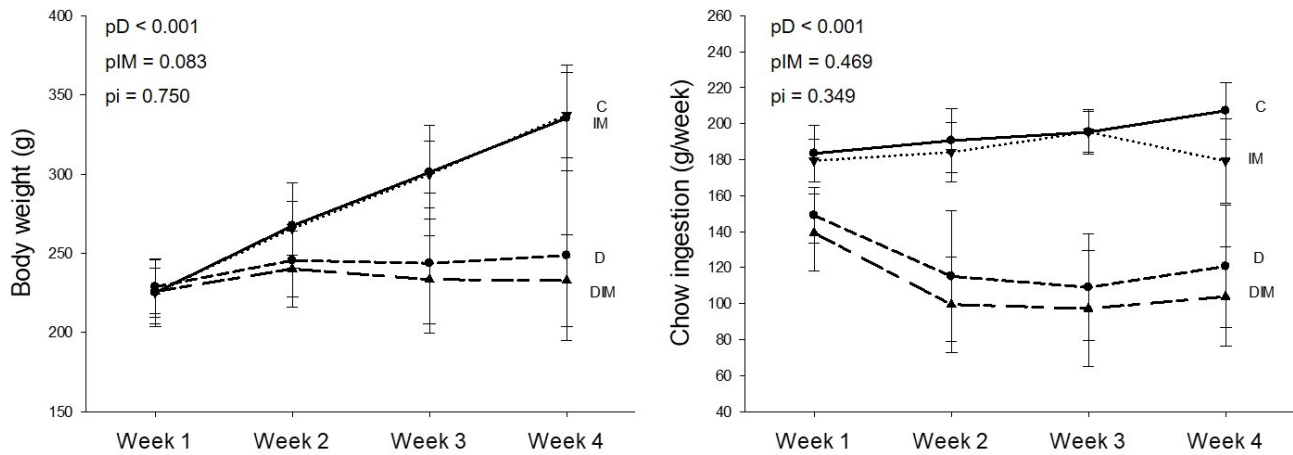 pD < 0.001
pIM = 0.083
pi = 0.750
Body weight (g)
400
350
300
250
200
150
C
IM
D
DIM
Week 1 Week 2 Week 3 Week 4
pD < 0.001
pIM = 0.469
pi = 0.349
Chow ingestion (g/week)
260
240
220
200
180
160
140
120
100
80
60
40
C
IM
D
DIM
Week 1 Week 2 Week 3 Week 4